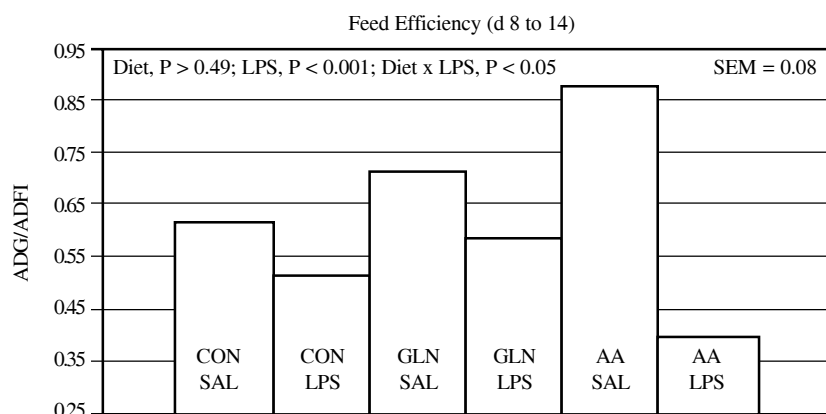 Feed Efficiency (d 8 to 14)
0.95
Diet, P > 0.49; LPS, P < 0.001; Diet x LPS, P < 0.05 SEM = 0.08
0.85
0.75
0.65
ADG/ADFI
0.55
0.45
0.35
0.25
CON SAL
CON LPS
GLN SAL
GLN LPS
AA SAL
AA LPS